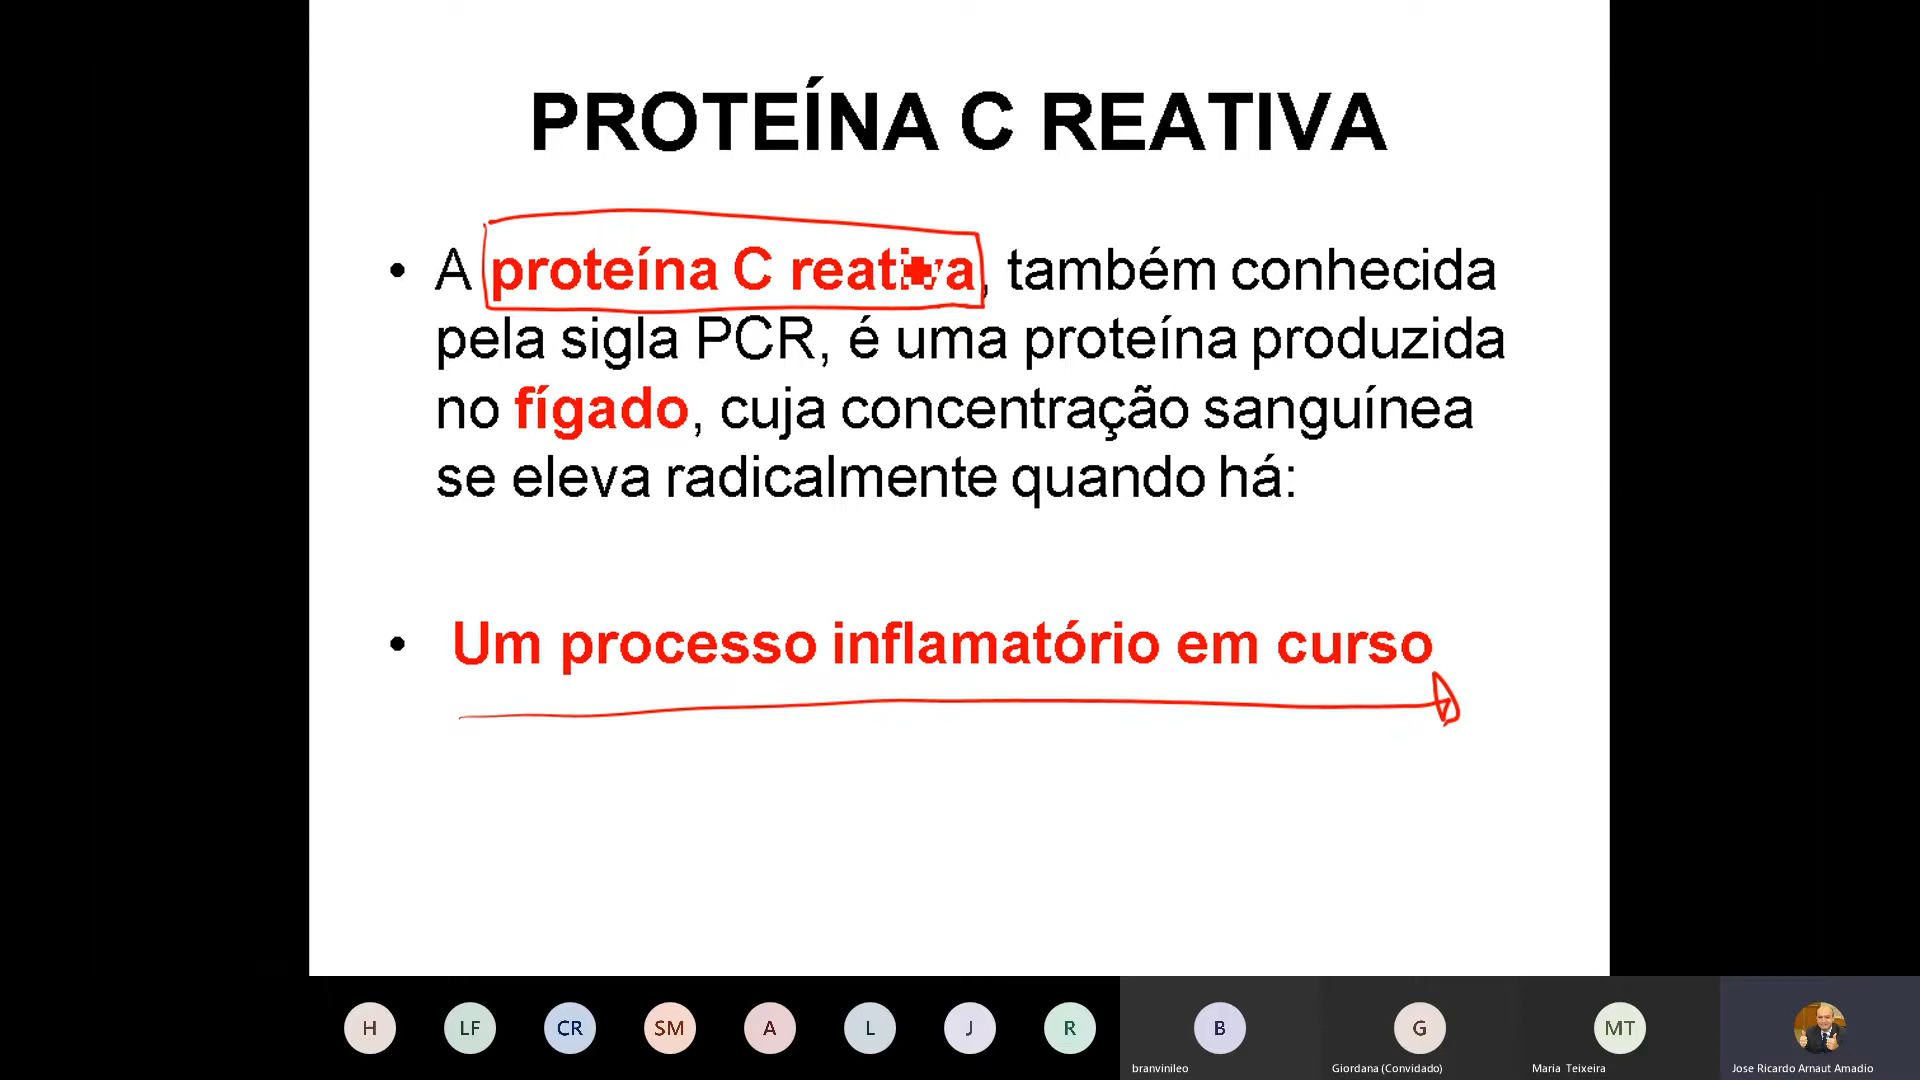 PROTEÍNA C REATIVA
• A proteína C reativa, também conhecida
pela sigla PCR, é uma proteína produzida
no fígado, cuja concentração sanguínea
se eleva radicalmente quando há:
• Um processo inflamatório em curso
H LF CR SM A L J R B G MT
branvinileo Giordana (Convidado) Maria Teixeira Jose Ricardo Arnaut Amadio